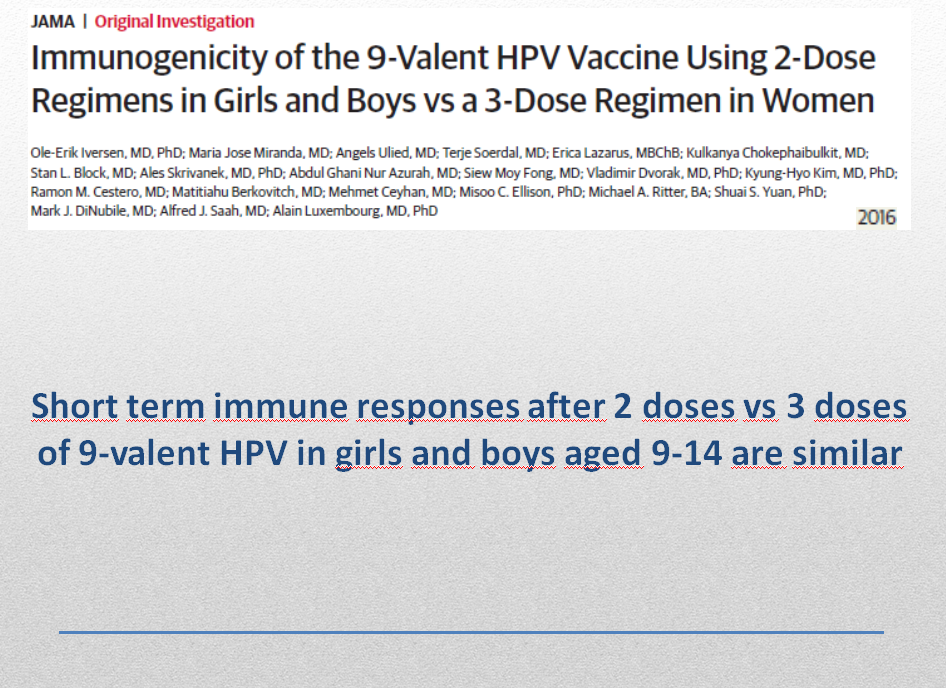 JAMA | Original Investigation
Immunogenicity of the 9-Valent HPV Vaccine Using 2-Dose
Regimens in Girls and Boys vs a 3-Dose Regimen in Women
Ole-Erik Iversen, MD, PhD; Maria Jose Miranda, MD; Angels Ulied, MD; Terje Soerdal, MD; Erica Lazarus, MBChB; Kulkanya Chokephaibulkit, MD;
Stan L. Block, MD; Ales Skrivanek, MD, PhD; Abdul Ghani Nur Azurah, MD; Siew Moy Fong, MD; Vladimir Dvorak, MD, PhD; Kyung-Hyo Kim, MD, PhD;
Ramon M. Cestero, MD; Matitiahu Berkovitch, MD; Mehmet Ceyhan, MD; Misoo C. Ellison, PhD; Michael A. Ritter, BA; Shuai S. Yuan, PhD;
Mark J. DiNubile, MD; Alfred J. Saah, MD; Alain Luxembourg, MD, PhD
2016
Short term immune responses after 2 doses vs 3 doses
of 9-valent HPV in girls and boys aged 9-14 are similar